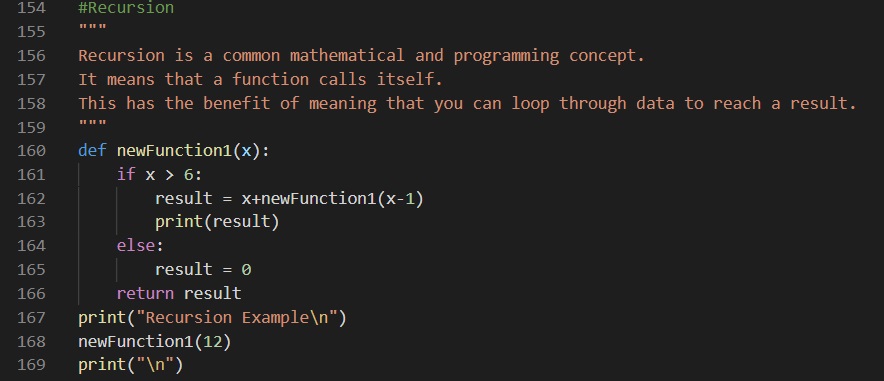 154 #Recursion
155 """
156 Recursion is a common mathematical and programming concept.
157 It means that a function calls itself.
158 This has the benefit of meaning that you can loop through data to reach a result.
159 """
160 def newFunction1(x):
161     if x > 6:
162         result = x+newFunction1(x-1)
163         print(result)
164     else:
165         result = 0
166     return result
167 print("Recursion Example\n")
168 newFunction1(12)
169 print("\n")